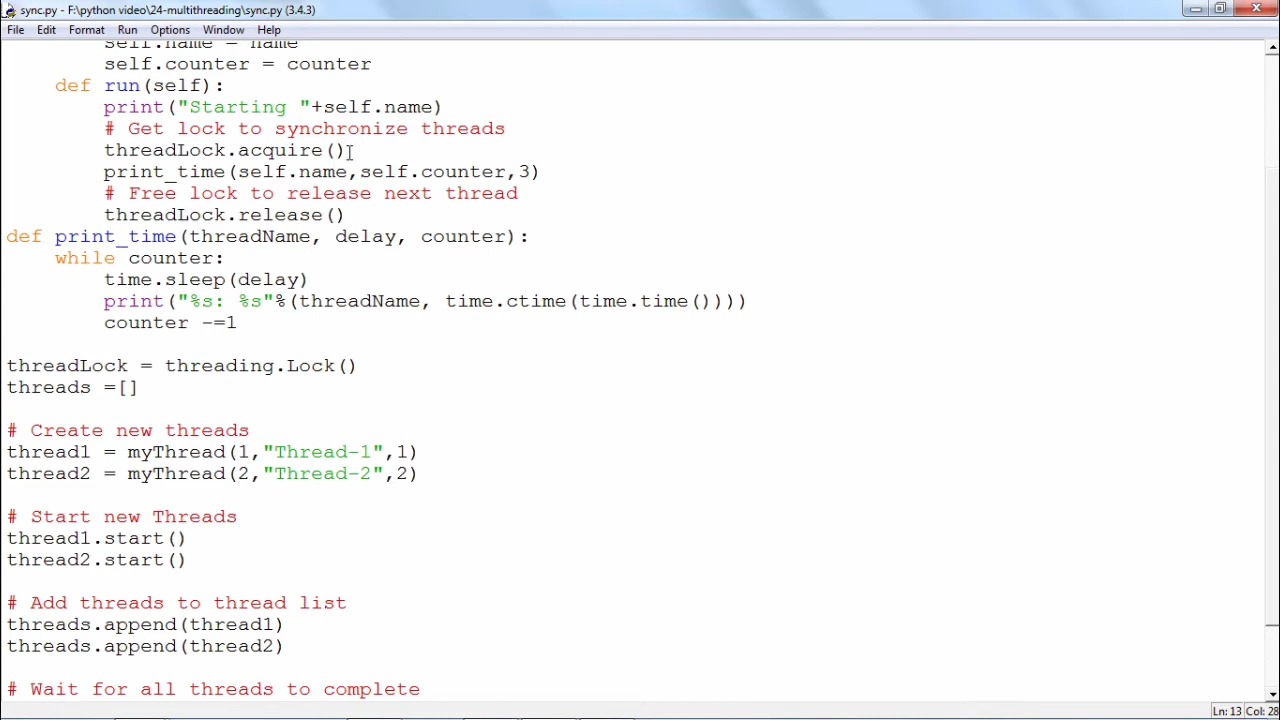 sync.py - F:\python video\24-multithreading\sync.py (3.4.3)
File Edit Format Run Options Window Help
self.name = name
self.counter = counter
def run(self):
print("Starting "+self.name)
# Get lock to synchronize threads
threadLock.acquire()
print_time(self.name,self.counter,3)
# Free lock to release next thread
threadLock.release()
def print_time(threadName, delay, counter):
while counter:
time.sleep(delay)
print("%s: %s"%(threadName, time.ctime(time.time())))
counter -=1
threadLock = threading.Lock()
threads =[]
# Create new threads
thread1 = myThread(1,"Thread-1",1)
thread2 = myThread(2,"Thread-2",2)
# Start new Threads
thread1.start()
thread2.start()
# Add threads to thread list
threads.append(thread1)
threads.append(thread2)
# Wait for all threads to complete
Ln: 13 Col: 28